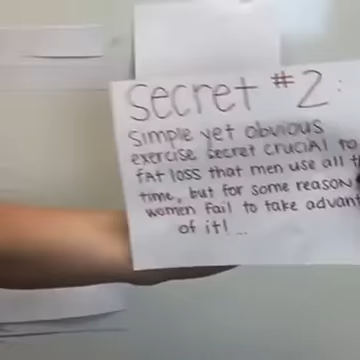 Secret #2:
Simple yet obvious
exercise secret crucial to
fat loss that men use all
time, but for some reason
women fail to take
of it! ...